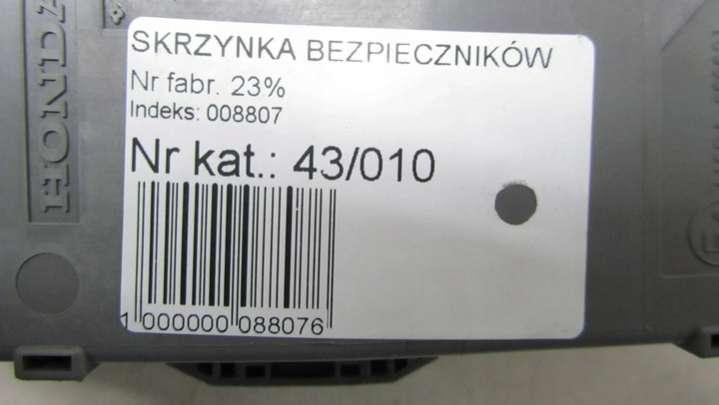 HONDA
SKRZYNKA BEZPIECZNIKÓW
Nr fabr. 23%
Indeks: 008807
Nr kat.: 43/010
1 000000 088076